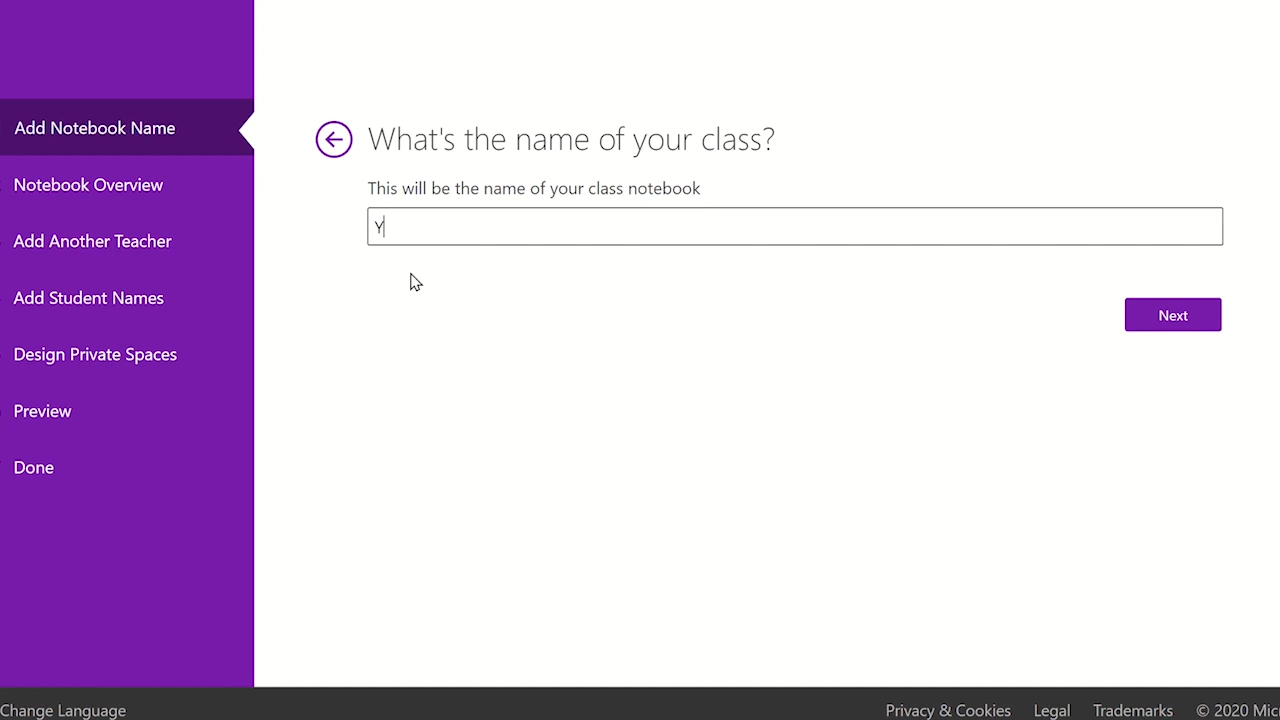 Add Notebook Name
Notebook Overview
Add Another Teacher
Add Student Names
Design Private Spaces
Preview
Done
What's the name of your class?
This will be the name of your class notebook
Y
Next
Change Language
Privacy & Cookies
Legal
Trademarks
© 2020 Mic